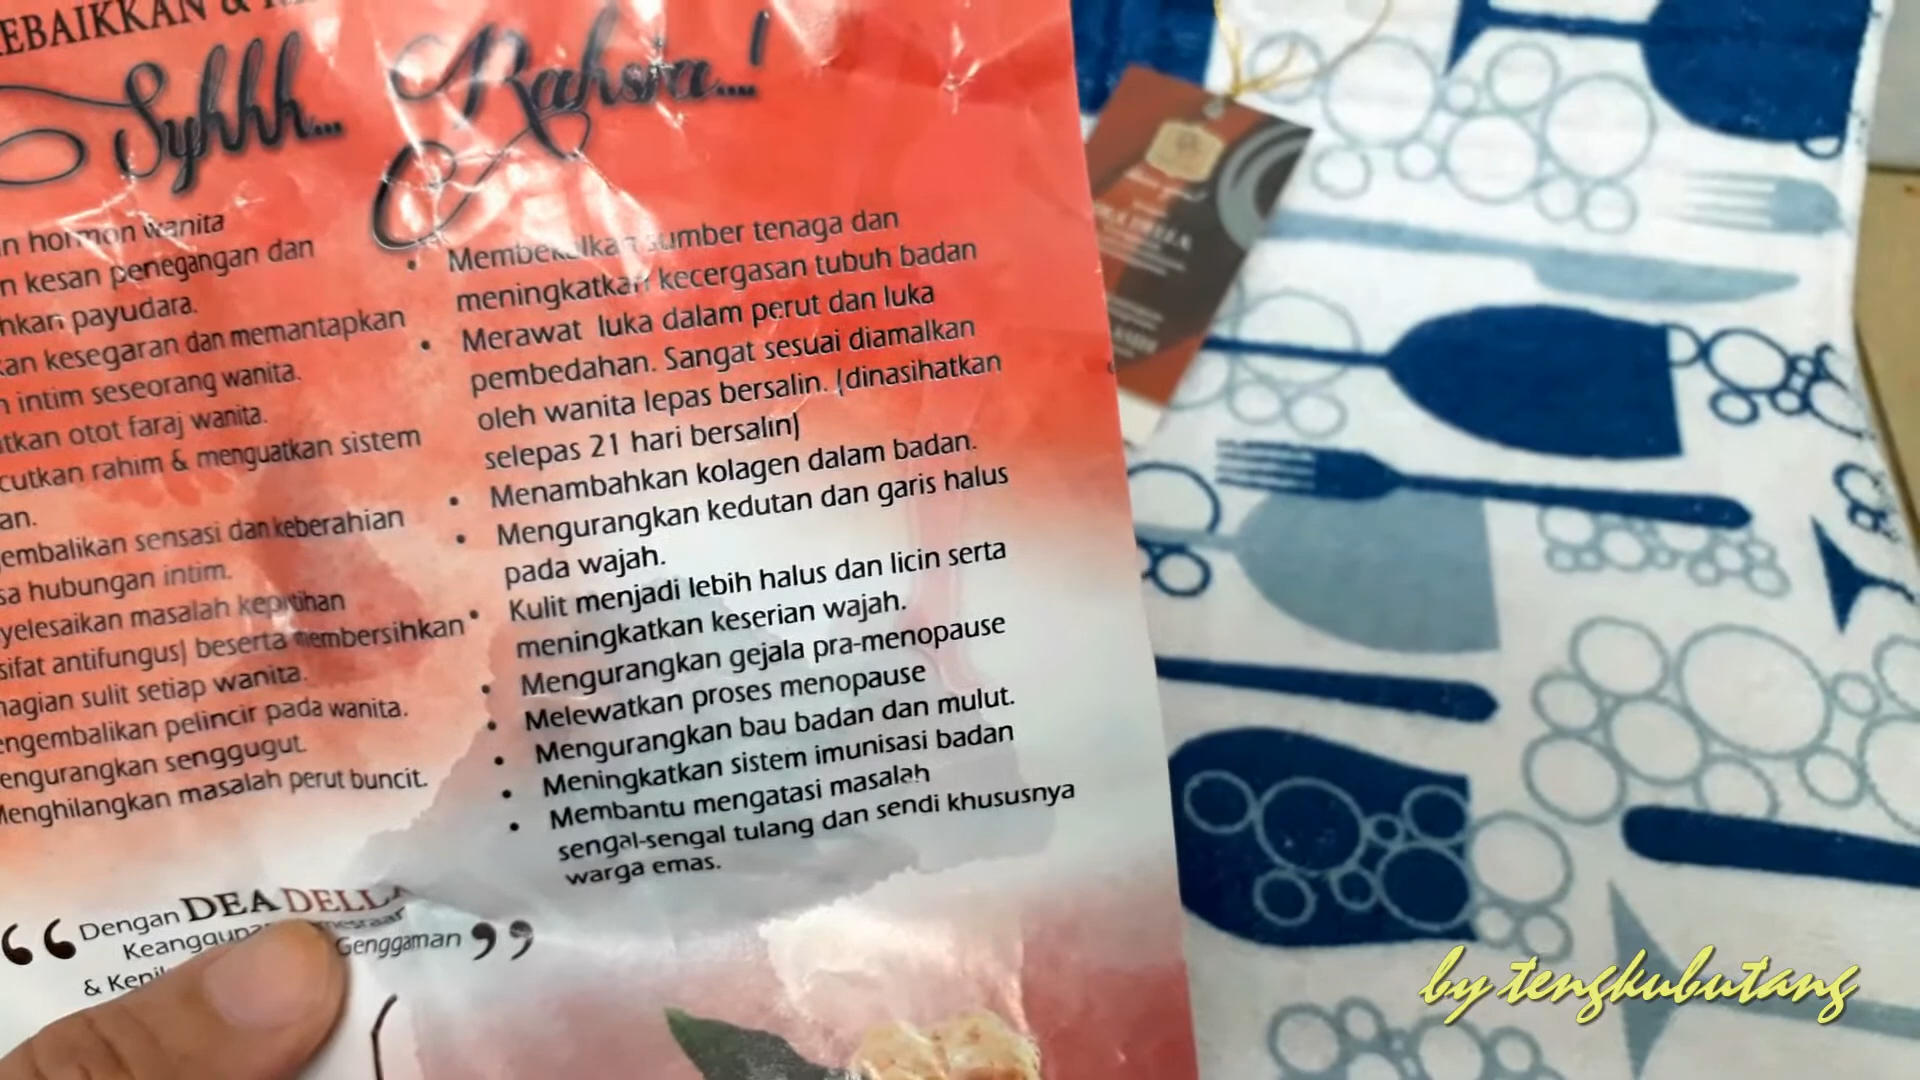 EBAIKKAN &
Syhhh... Rahsia...!
n hormon wanita
n kesan penegangan dan
hkan payudara.
kan kesegaran dan memantapkan
n intim seseorang wanita.
tkan otot faraj wanita.
cutkan rahim & menguatkan sistem
an.
embalikan sensasi dan keberahian
sa hubungan intim.
yelesaikan masalah keputihan
sifat antifungus) beserta membersihkan
hagian sulit setiap wanita.
engembalikan pelincir pada wanita.
engurangkan senggugut.
Menghilangkan masalah perut buncit.
• Membekalkan sumber tenaga dan
meningkatkan kecergasan tubuh badan
• Merawat luka dalam perut dan luka
pembedahan. Sangat sesuai diamalkan
oleh wanita lepas bersalin. (dinasihatkan
selepas 21 hari bersalin)
• Menambahkan kolagen dalam badan.
• Mengurangkan kedutan dan garis halus
pada wajah.
• Kulit menjadi lebih halus dan licin serta
meningkatkan keserian wajah.
• Mengurangkan gejala pra-menopause
• Melewatkan proses menopause
• Mengurangkan bau badan dan mulut.
• Meningkatkan sistem imunisasi badan
• Membantu mengatasi masalah
sengal-sengal tulang dan sendi khususnya
warga emas.
“ Dengan DEA DELLA
Genggaman ”
&
by tengkubutang